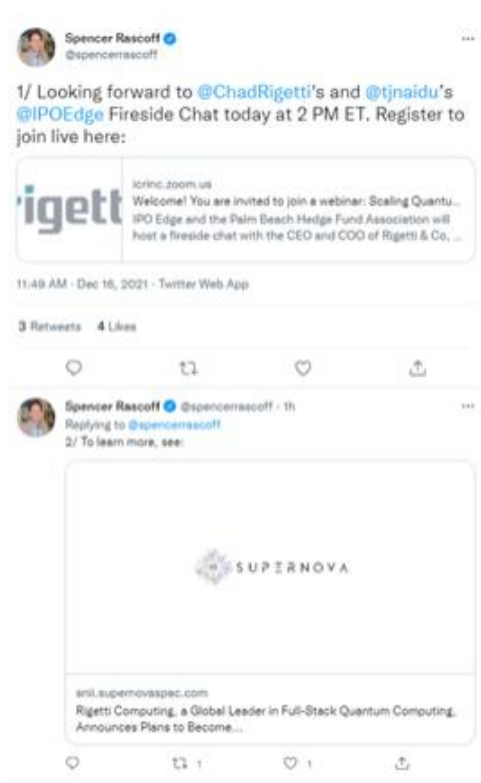 Spencer Rascoff
@spencerrascoff
1/ Looking forward to @ChadRigetti's and @tjnaidu's
@IPOEdge Fireside Chat today at 2 PM ET. Register to
join live here:
rigett
icrinc.zoom.us
Welcome! You are invited to join a webinar: Scaling Quantu...
IPO Edge and the Palm Beach Hedge Fund Association will
host a fireside chat with the CEO and COO of Rigetti & Co, ...
11:49 AM · Dec 16, 2021 · Twitter Web App
3 Retweets 4 Likes
Spencer Rascoff @spencerrascoff · 1h
Replying to @spencerrascoff
2/ To learn more, see:
SUPERNOVA
snii.supernovaspac.com
Rigetti Computing, a Global Leader in Full-Stack Quantum Computing,
Announces Plans to Become...
1 1